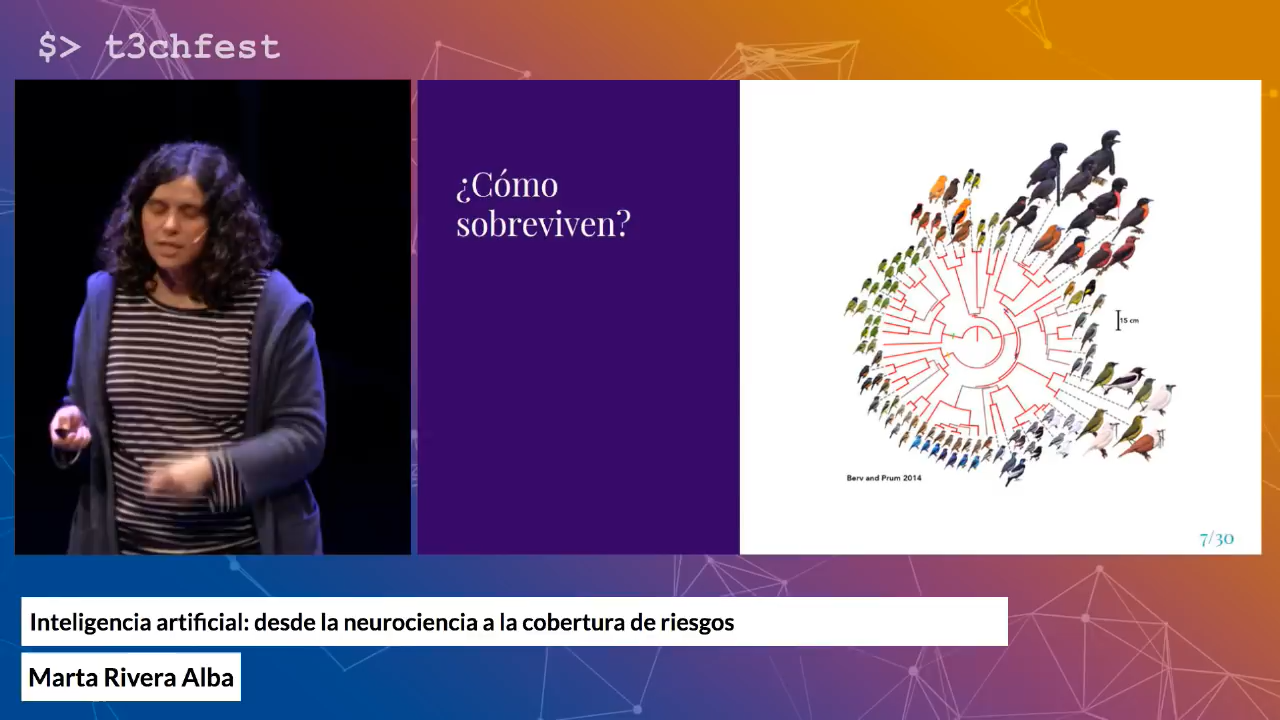 $> t3chfest
¿Cómo
sobreviven?
15 cm
Berv and Prum 2014
7/30
Inteligencia artificial: desde la neurociencia a la cobertura de riesgos
Marta Rivera Alba